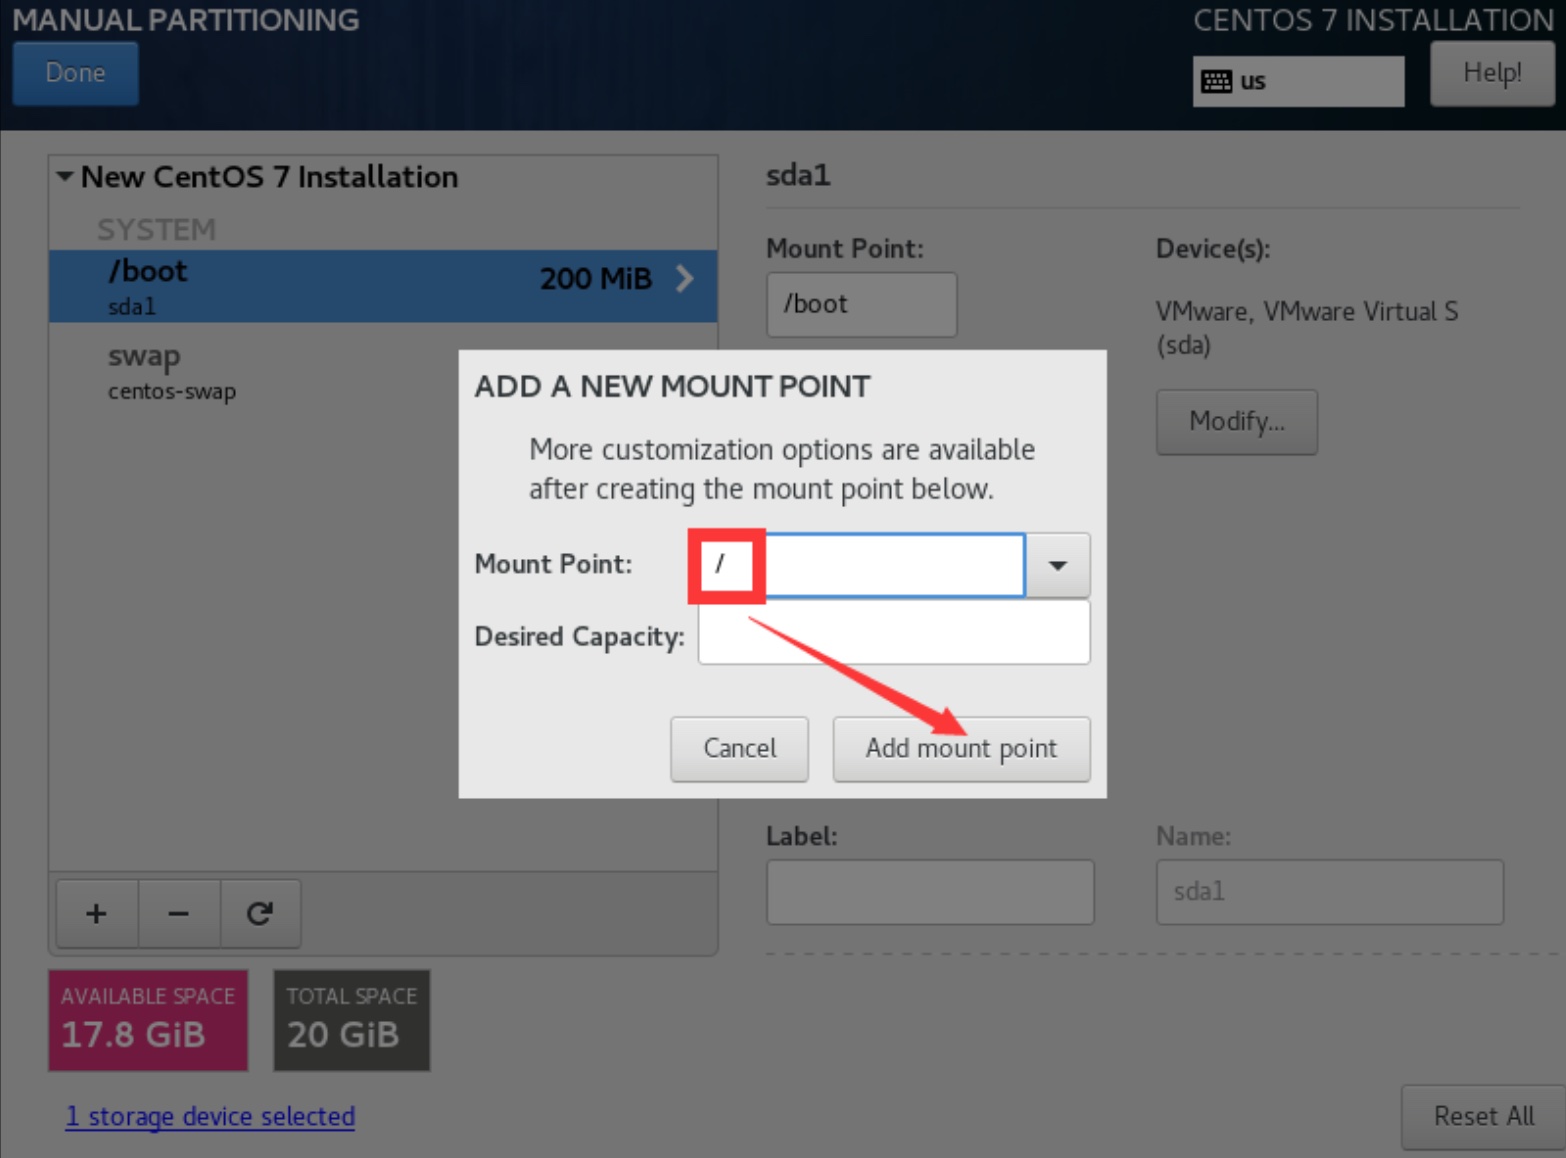 MANUAL PARTITIONING
CENTOS 7 INSTALLATION
Done
us
Help!
New CentOS 7 Installation
SYSTEM
/boot
200 MiB
sda1
swap
centos-swap
sda1
Mount Point:
Device(s):
/boot
VMware, VMware Virtual S
(sda)
Modify...
ADD A NEW MOUNT POINT
More customization options are available
after creating the mount point below.
Mount Point:
/
Desired Capacity:
Cancel
Add mount point
Label:
Name:
sda1
+
−
AVAILABLE SPACE
17.8 GiB
TOTAL SPACE
20 GiB
1 storage device selected
Reset All